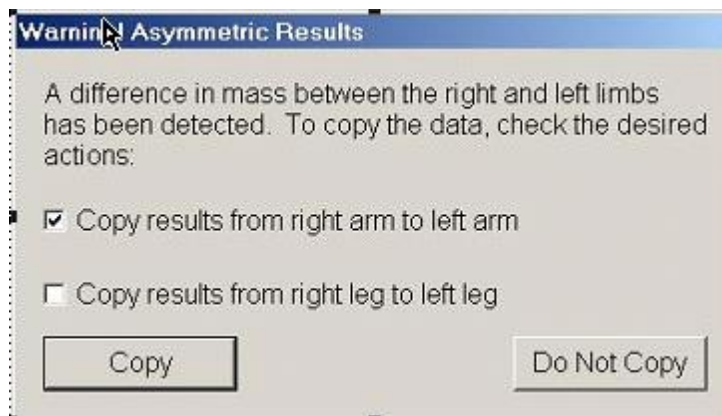 Warning! Asymmetric Results
A difference in mass between the right and left limbs
has been detected. To copy the data, check the desired
actions:
Copy results from right arm to left arm
Copy results from right leg to left leg
Copy
Do Not Copy